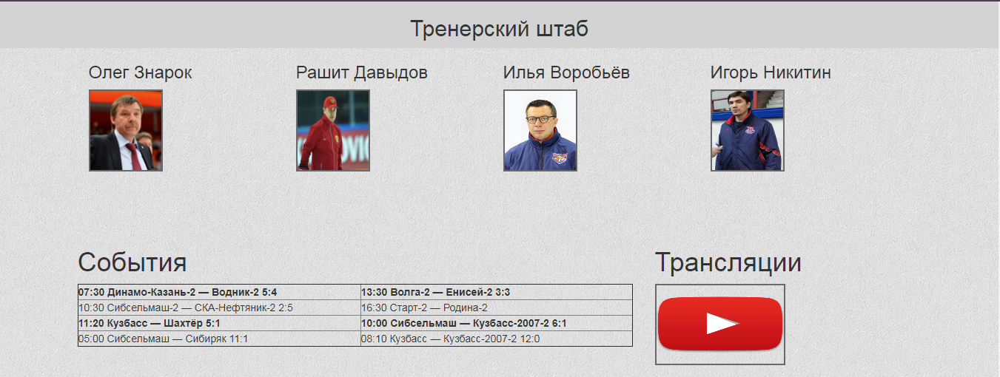 Тренерский штаб
Олег Знарок
Рашит Давыдов
Илья Воробьёв
Игорь Никитин
События
Трансляции
07:30 Динамо-Казань-2 — Водник-2 5:4
13:30 Волга-2 — Енисей-2 3:3
10:30 Сибсельмаш-2 — СКА-Нефтяник-2 2:5
16:30 Старт-2 — Родина-2
11:20 Кузбасс — Шахтёр 5:1
10:00 Сибсельмаш — Кузбасс-2007-2 6:1
05:00 Сибсельмаш — Сибиряк 11:1
08:10 Кузбасс — Кузбасс-2007-2 12:0